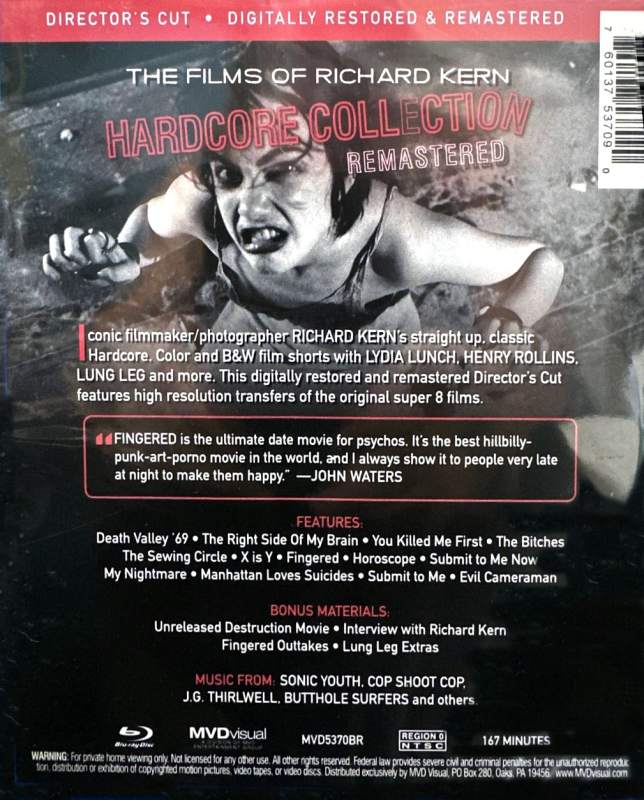 DIRECTOR'S CUT • DIGITALLY RESTORED & REMASTERED
7 60137 53709 0
THE FILMS OF RICHARD KERN
HARDCORE COLLECTION
REMASTERED
Iconic filmmaker/photographer RICHARD KERN's straight up, classic
Hardcore. Color and B&W film shorts with LYDIA LUNCH, HENRY ROLLINS,
LUNG LEG and more. This digitally restored and remastered Director's Cut
features high resolution transfers of the original super 8 films.
“FINGERED is the ultimate date movie for psychos. It's the best hillbilly-
punk-art-porno movie in the world, and I always show it to people very late
at night to make them happy.” —JOHN WATERS
FEATURES:
Death Valley '69 • The Right Side Of My Brain • You Killed Me First • The Bitches
The Sewing Circle • X is Y • Fingered • Horoscope • Submit to Me Now
My Nightmare • Manhattan Loves Suicides • Submit to Me • Evil Cameraman
BONUS MATERIALS:
Unreleased Destruction Movie • Interview with Richard Kern
Fingered Outtakes • Lung Leg Extras
MUSIC FROM: SONIC YOUTH, COP SHOOT COP,
J.G. THIRLWELL, BUTTHOLE SURFERS and others.
Blu-ray Disc
MVDvisual
A DIVISION OF MVD
ENTERTAINMENT GROUP
MVD5370BR
REGION 0
NTSC
167 MINUTES
WARNING: For private home viewing only. Not licensed for any other use. All other rights reserved. Federal law provides severe civil and criminal penalties for the unauthorized reproduc
tion, distribution or exhibition of copyrighted motion pictures, video tapes, or video discs. Distributed exclusively by MVD Visual, PO Box 280, Oaks, PA 19456 www.MVDvisual.com